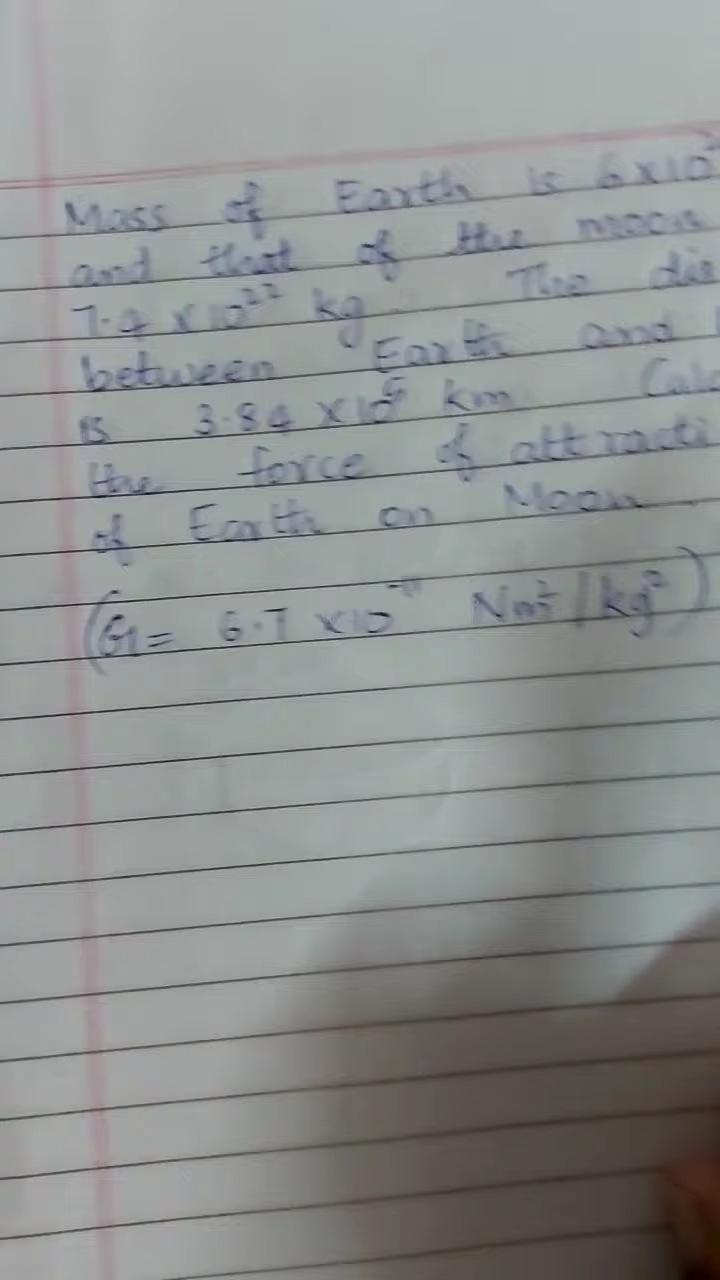 Mass of Earth is 6×10²
and that of the moon
7.4 ×10²² kg. The dis
between Earth and
is 3.84 ×10⁵ km Calc
the force of attracti
of Earth on Moon.
(G = 6.7 ×10⁻¹¹ Nm²/kg²)